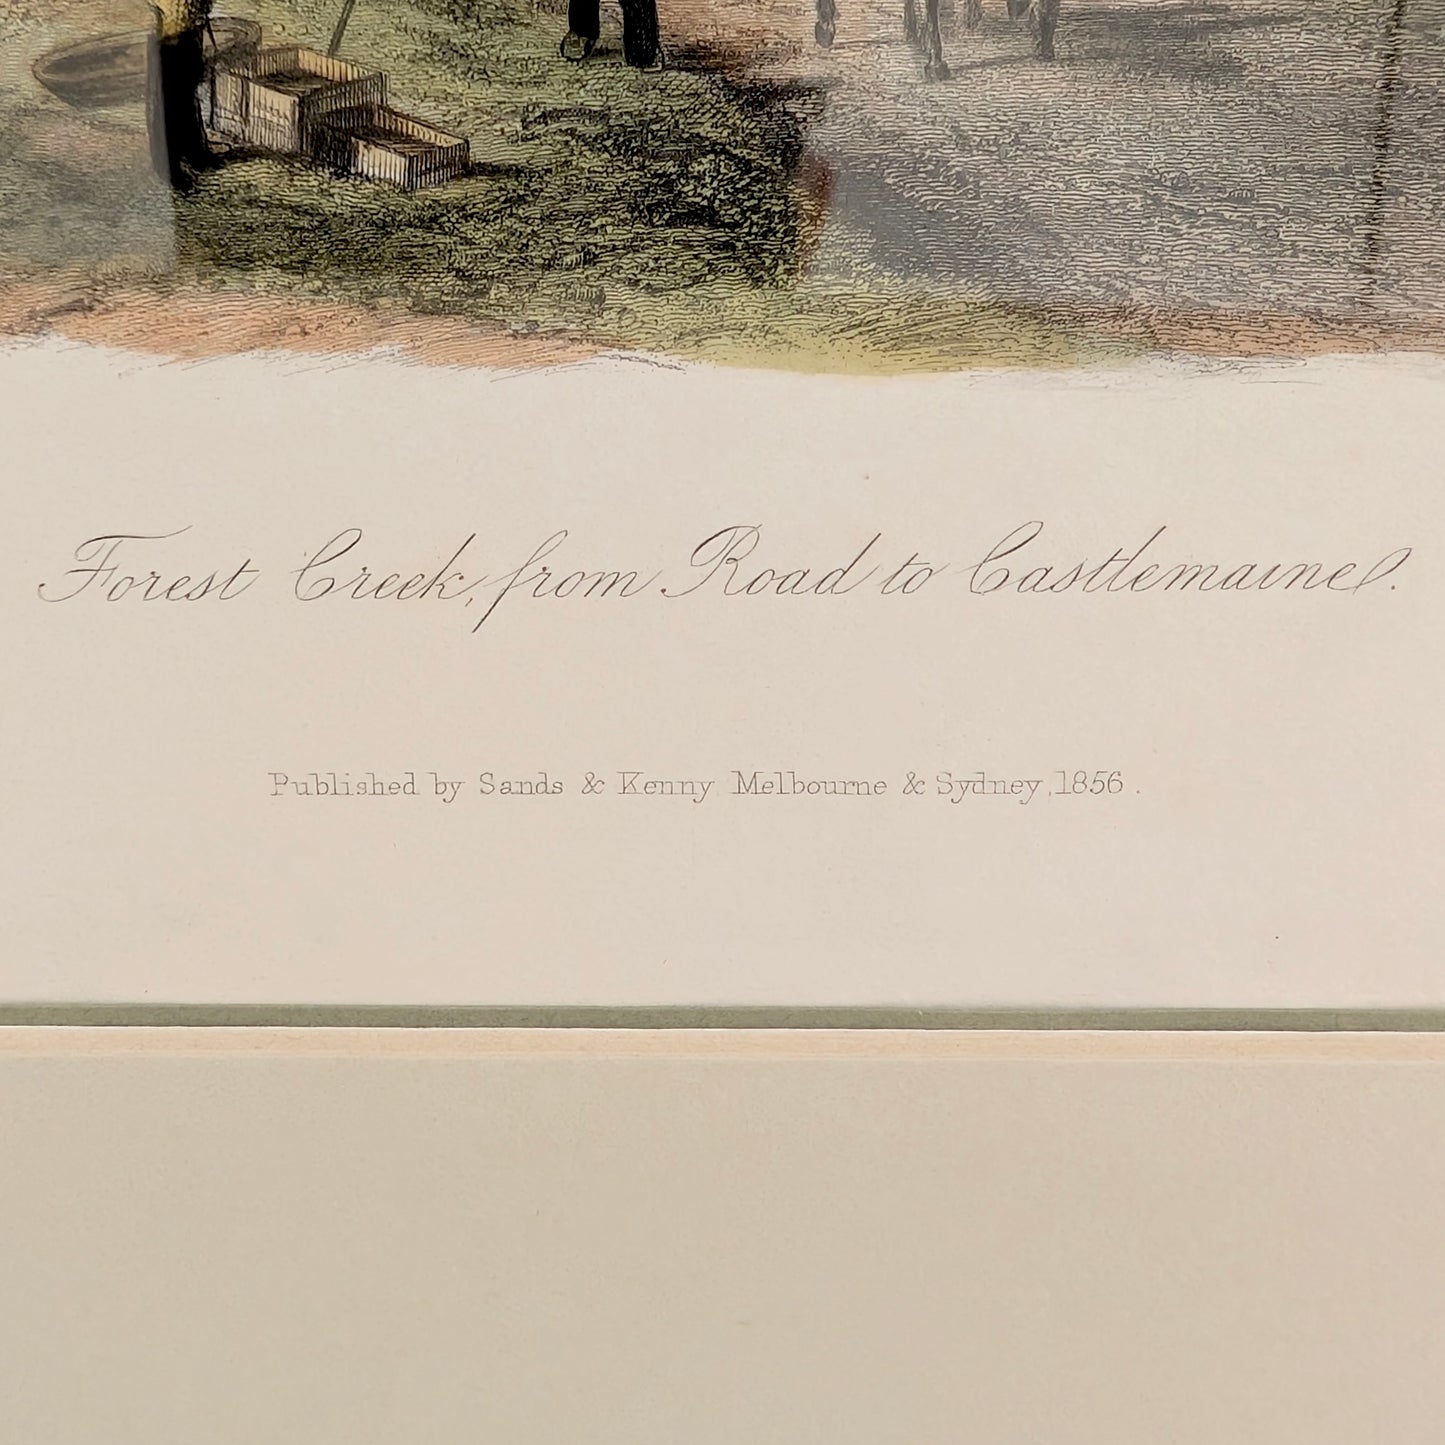 Forest Creek, from Road to Castlemaine.
Published by Sands & Kenny Melbourne & Sydney, 1856.